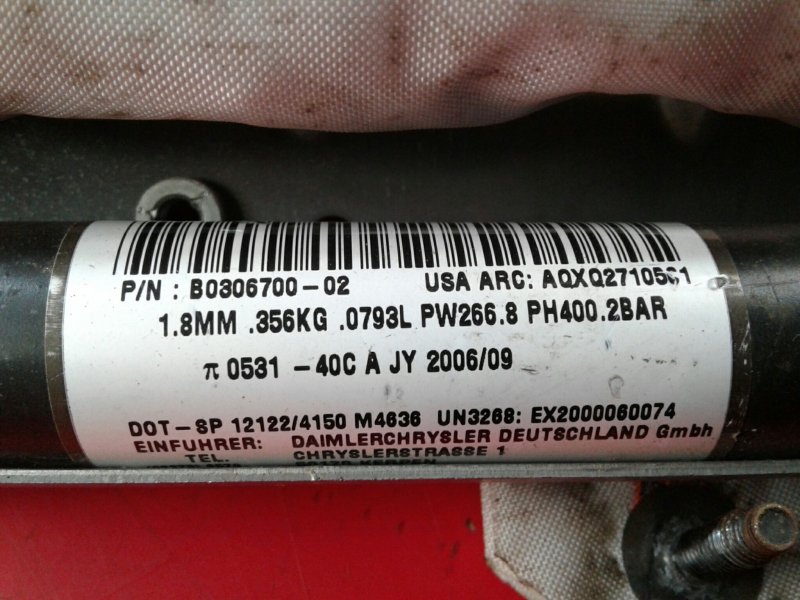 P/N : B0306700-02 USA ARC: AQXQ2710561
1.8MM .356KG .0793L PW266.8 PH400.2BAR
π 0531 -40C A JY 2006/09
DOT-SP 12122/4150 M4636 UN3268: EX2000060074
EINFUHRER: DAIMLERCHRYSLER DEUTSCHLAND Gmbh
TEL. CHRYSLERSTRASSE 1